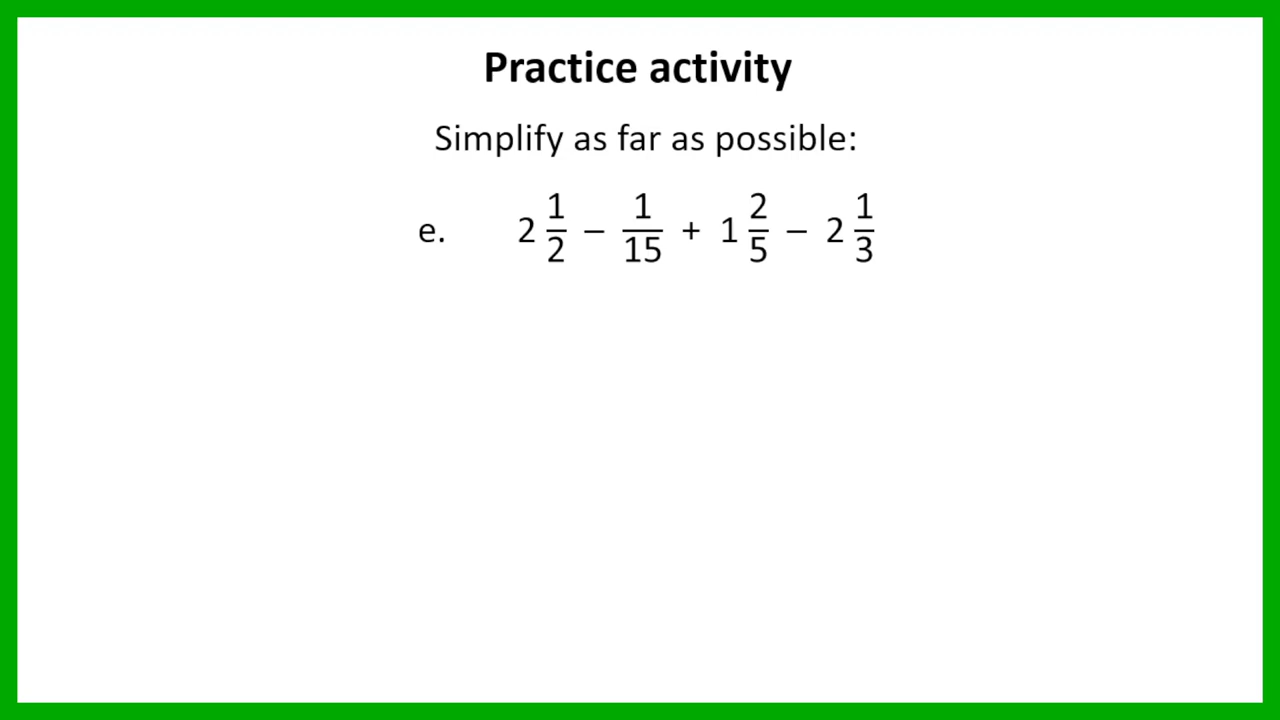 Practice activity
Simplify as far as possible:
e. 2 1/2 – 1/15 + 1 2/5 – 2 1/3